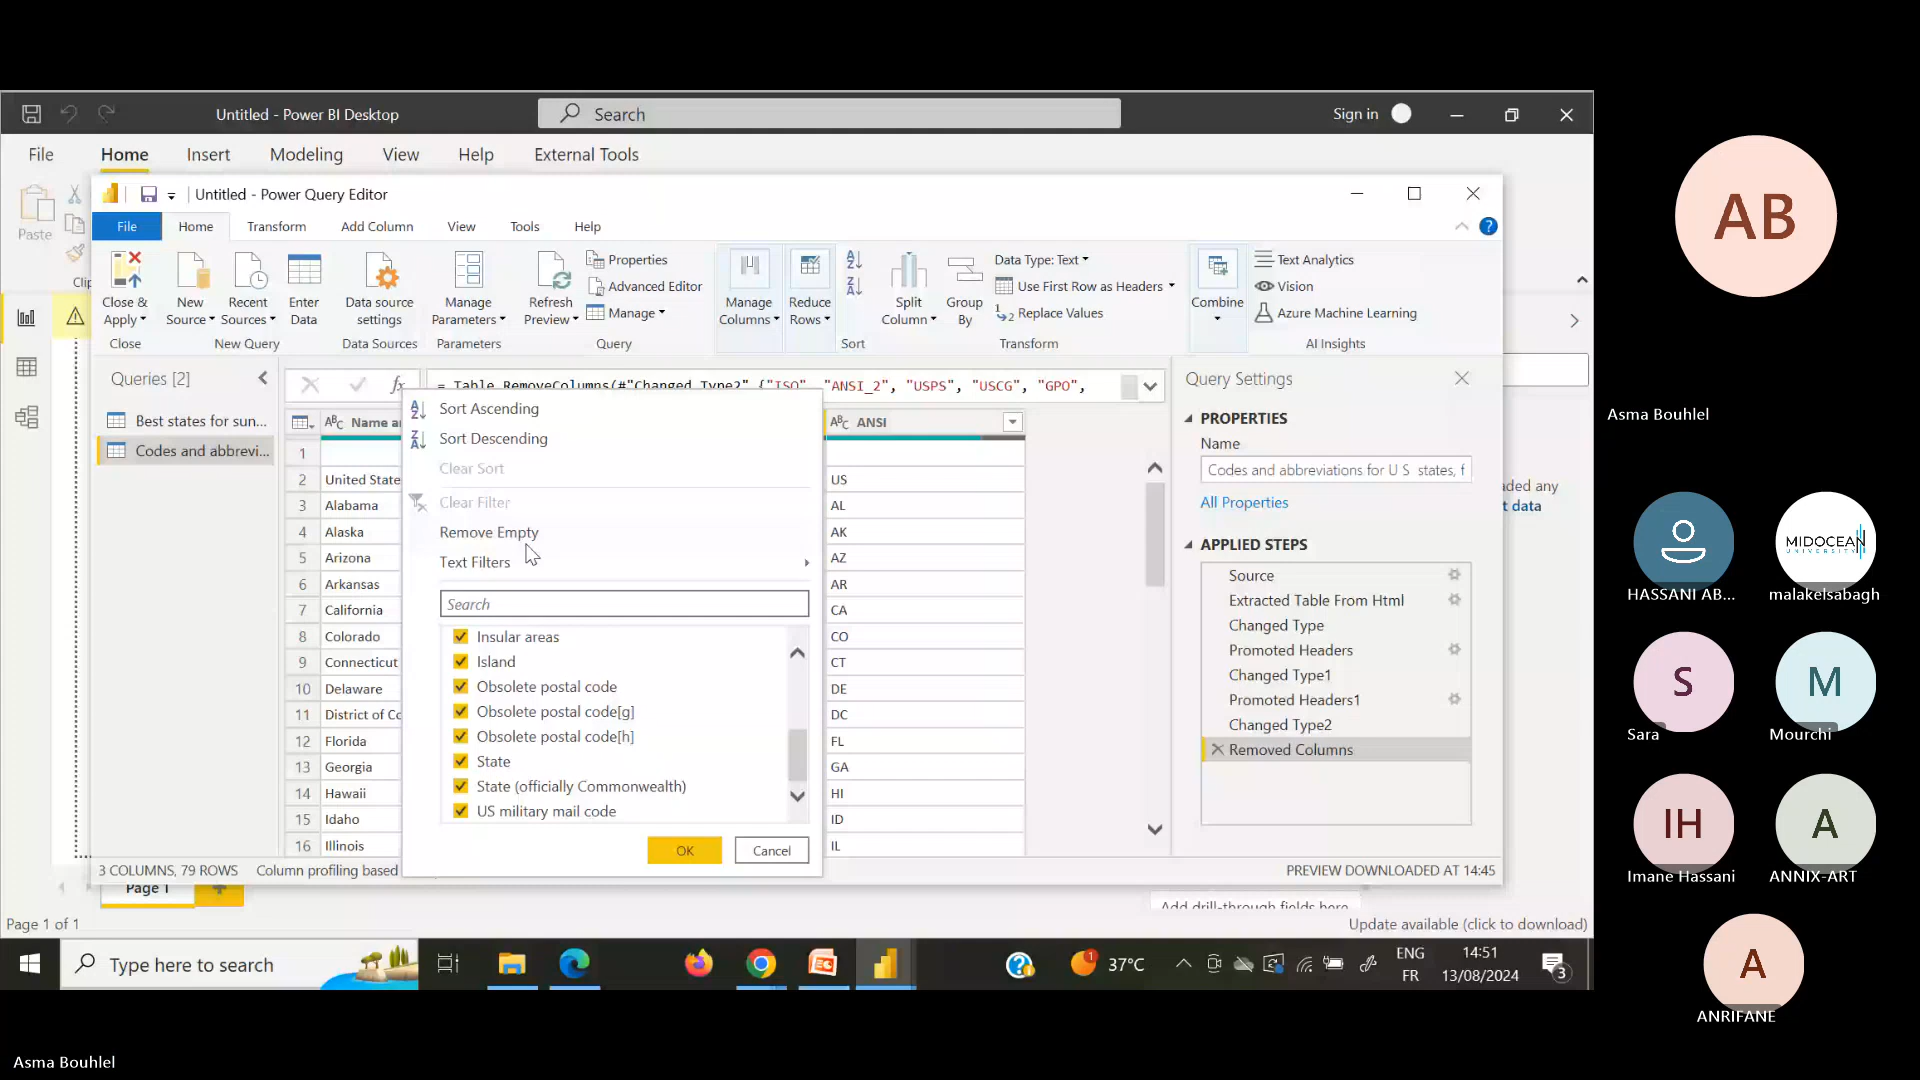 Untitled - Power BI Desktop
Search
Sign in
File
Home
Insert
Modeling
View
Help
External Tools
Paste
Untitled - Power Query Editor
File
Home
Transform
Add Column
View
Tools
Help
Close & Apply
New Source
Recent Sources
Enter Data
Data source settings
Manage Parameters
Refresh Preview
Properties
Advanced Editor
Manage
Manage Columns
Reduce Rows
Split Column
Group By
Data Type: Text
Use First Row as Headers
Replace Values
Combine
Text Analytics
Vision
Azure Machine Learning
Close
New Query
Data Sources
Parameters
Query
Sort
Transform
AI Insights
Queries [2]
Best states for sun...
Codes and abbrevi...
= Table.RemoveColumns(#"Changed Type2",{"ISO", "ANSI_2", "USPS", "USCG", "GPO",
Name a
ANSI
1
2 United State US
3 Alabama AL
4 Alaska AK
5 Arizona AZ
6 Arkansas AR
7 California CA
8 Colorado CO
9 Connecticut CT
10 Delaware DE
11 District of Co DC
12 Florida FL
13 Georgia GA
14 Hawaii HI
15 Idaho ID
16 Illinois IL
Sort Ascending
Sort Descending
Clear Sort
Clear Filter
Remove Empty
Text Filters
Search
Insular areas
Island
Obsolete postal code
Obsolete postal code[g]
Obsolete postal code[h]
State
State (officially Commonwealth)
US military mail code
OK
Cancel
Query Settings
PROPERTIES
Name
Codes and abbreviations for U S states, f
All Properties
APPLIED STEPS
Source
Extracted Table From Html
Changed Type
Promoted Headers
Changed Type1
Promoted Headers1
Changed Type2
Removed Columns
3 COLUMNS, 79 ROWS
Column profiling based
PREVIEW DOWNLOADED AT 14:45
Page 1
Add drill-through fields here
Page 1 of 1
Update available (click to download)
Type here to search
1
37°C
ENG
FR
14:51
13/08/2024
3
AB
Asma Bouhlel
HASSANI AB...
MIDOCEAN
UNIVERSITY
malakelsabagh
S
Sara
M
Mourchi
IH
Imane Hassani
A
ANNIX-ART
A
ANRIFANE
Asma Bouhlel